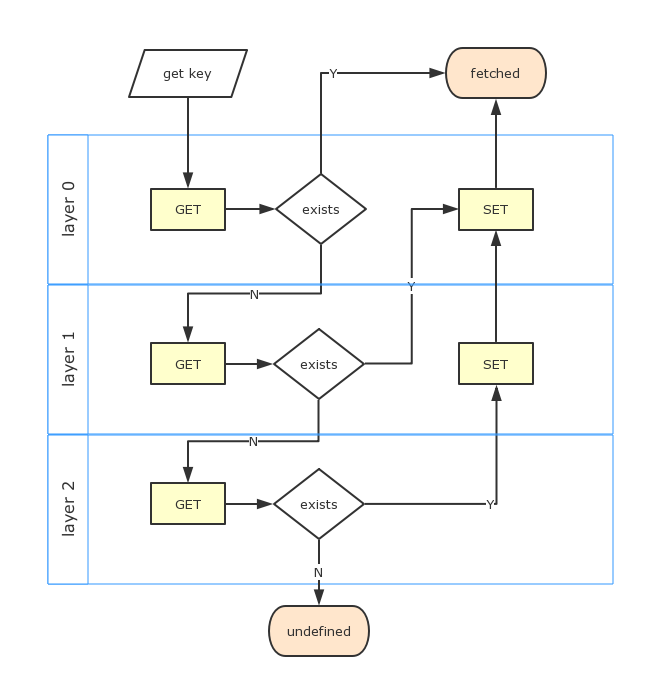 get key
Y
fetched
layer 0
GET
exists
SET
N
Y
layer 1
GET
exists
SET
N
layer 2
GET
exists
Y
N
undefined